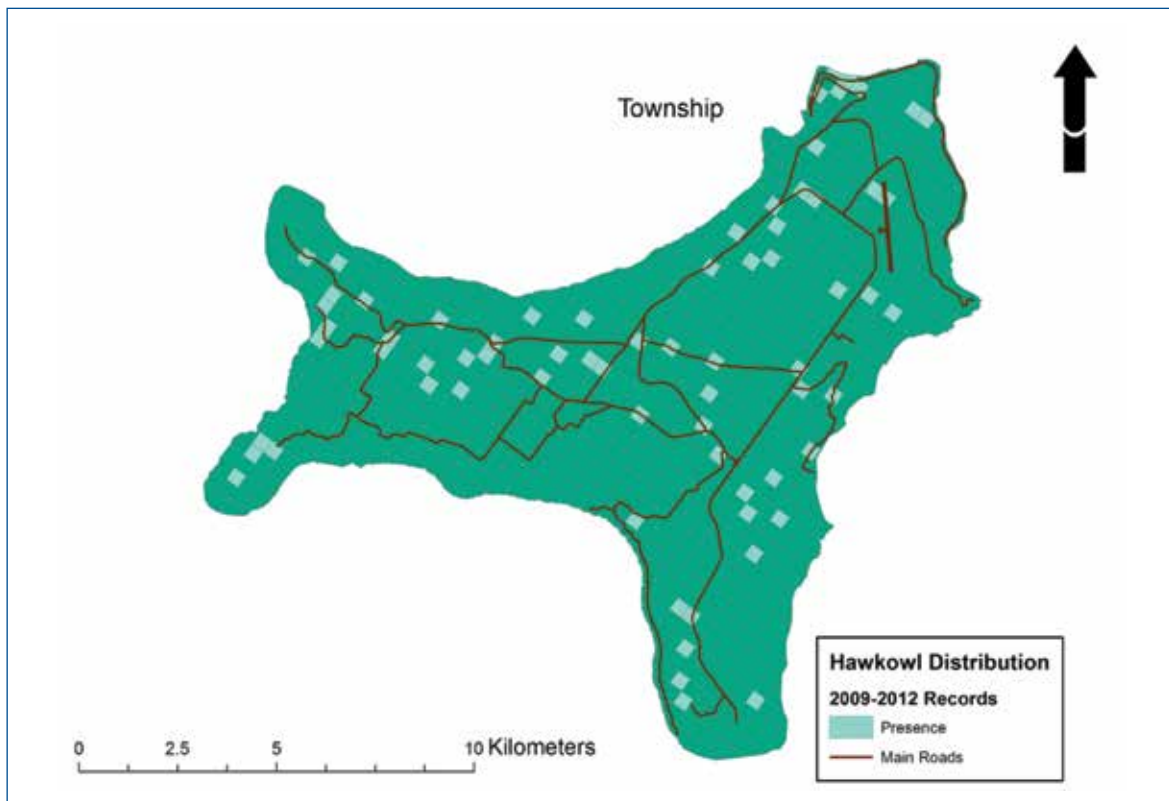 Township
Hawkowl Distribution
2009-2012 Records
Presence
Main Roads
0 2.5 5 10 Kilometers